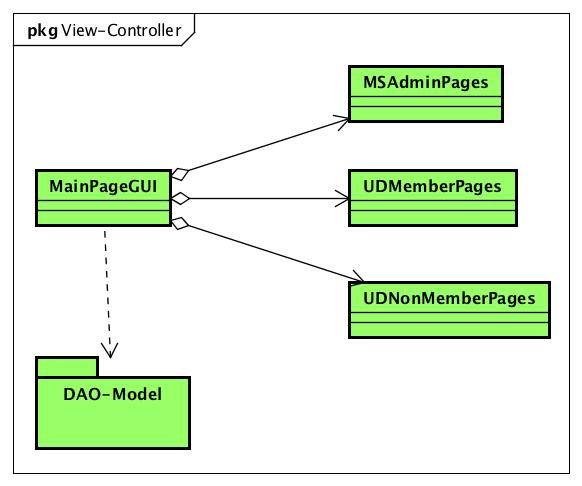 pkg View-Controller
MSAdminPages
MainPageGUI
UDMemberPages
UDNonMemberPages
DAO-Model